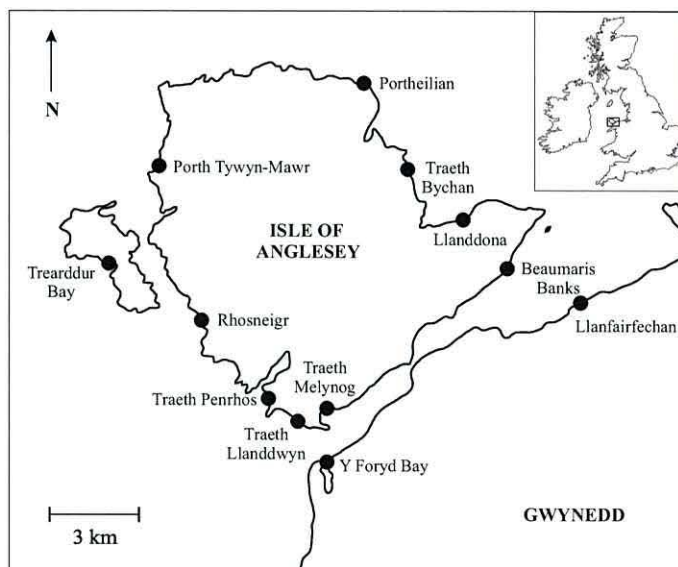 N
Portheilian
Porth Tywyn-Mawr
Traeth
Bychan
ISLE OF
ANGLESEY
Llanddona
Trearddur
Bay
Beaumaris
Banks
Rhosneigr
Llanfairfechan
Traeth
Melynog
Traeth Penrhos
Traeth
Llanddwyn
Y Foryd Bay
3 km
GWYNEDD